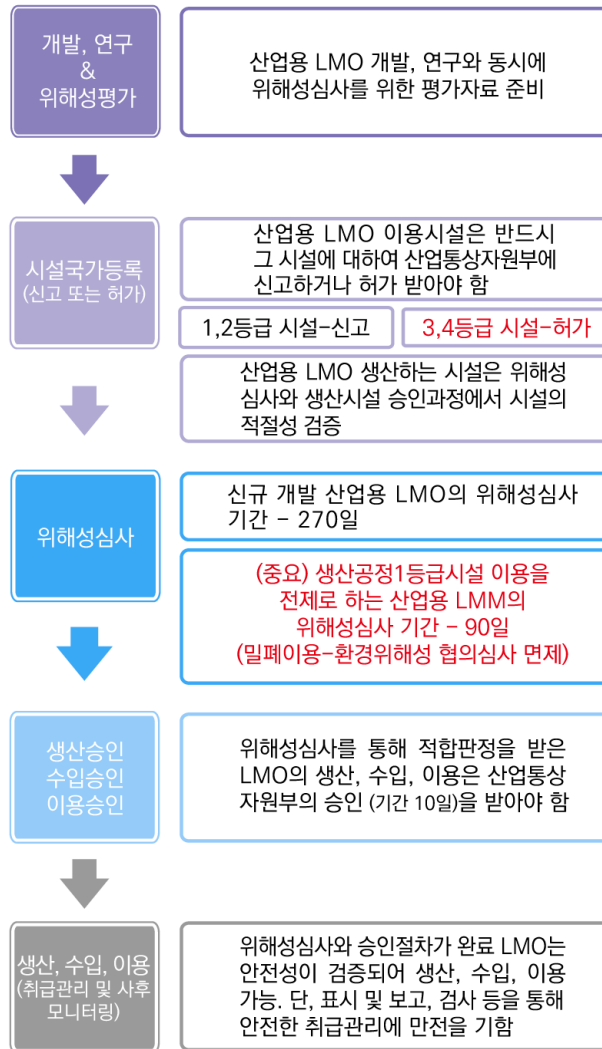 개발, 연구
&
위해성평가
산업용 LMO 개발, 연구와 동시에
위해성심사를 위한 평가자료 준비
시설국가등록
(신고 또는 허가)
산업용 LMO 이용시설은 반드시
그 시설에 대하여 산업통상자원부에
신고하거나 허가 받아야 함
1,2등급 시설-신고
3,4등급 시설-허가
산업용 LMO 생산하는 시설은 위해성
심사와 생산시설 승인과정에서 시설의
적절성 검증
위해성심사
신규 개발 산업용 LMO의 위해성심사
기간 - 270일
(중요) 생산공정1등급시설 이용을
전제로 하는 산업용 LMM의
위해성심사 기간 - 90일
(밀폐이용-환경위해성 협의심사 면제)
생산승인
수입승인
이용승인
위해성심사를 통해 적합판정을 받은
LMO의 생산, 수입, 이용은 산업통상
자원부의 승인 (기간 10일)을 받아야 함
생산, 수입, 이용
(취급관리 및 사후
모니터링)
위해성심사와 승인절차가 완료 LMO는
안전성이 검증되어 생산, 수입, 이용
가능. 단, 표시 및 보고, 검사 등을 통해
안전한 취급관리에 만전을 기함